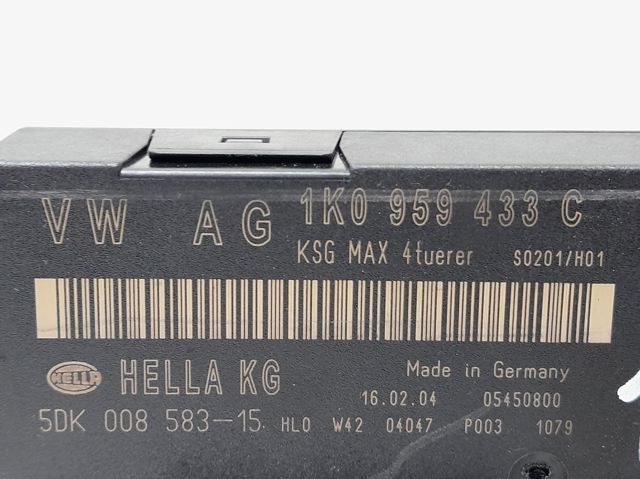 VW AG 1K0 959 433 C
KSG MAX 4tuerer S0201/H01
HELLA HELLA KG Made in Germany
16.02.04 05450800
5DK 008 583-15 HL0 W42 04047 P003 1079